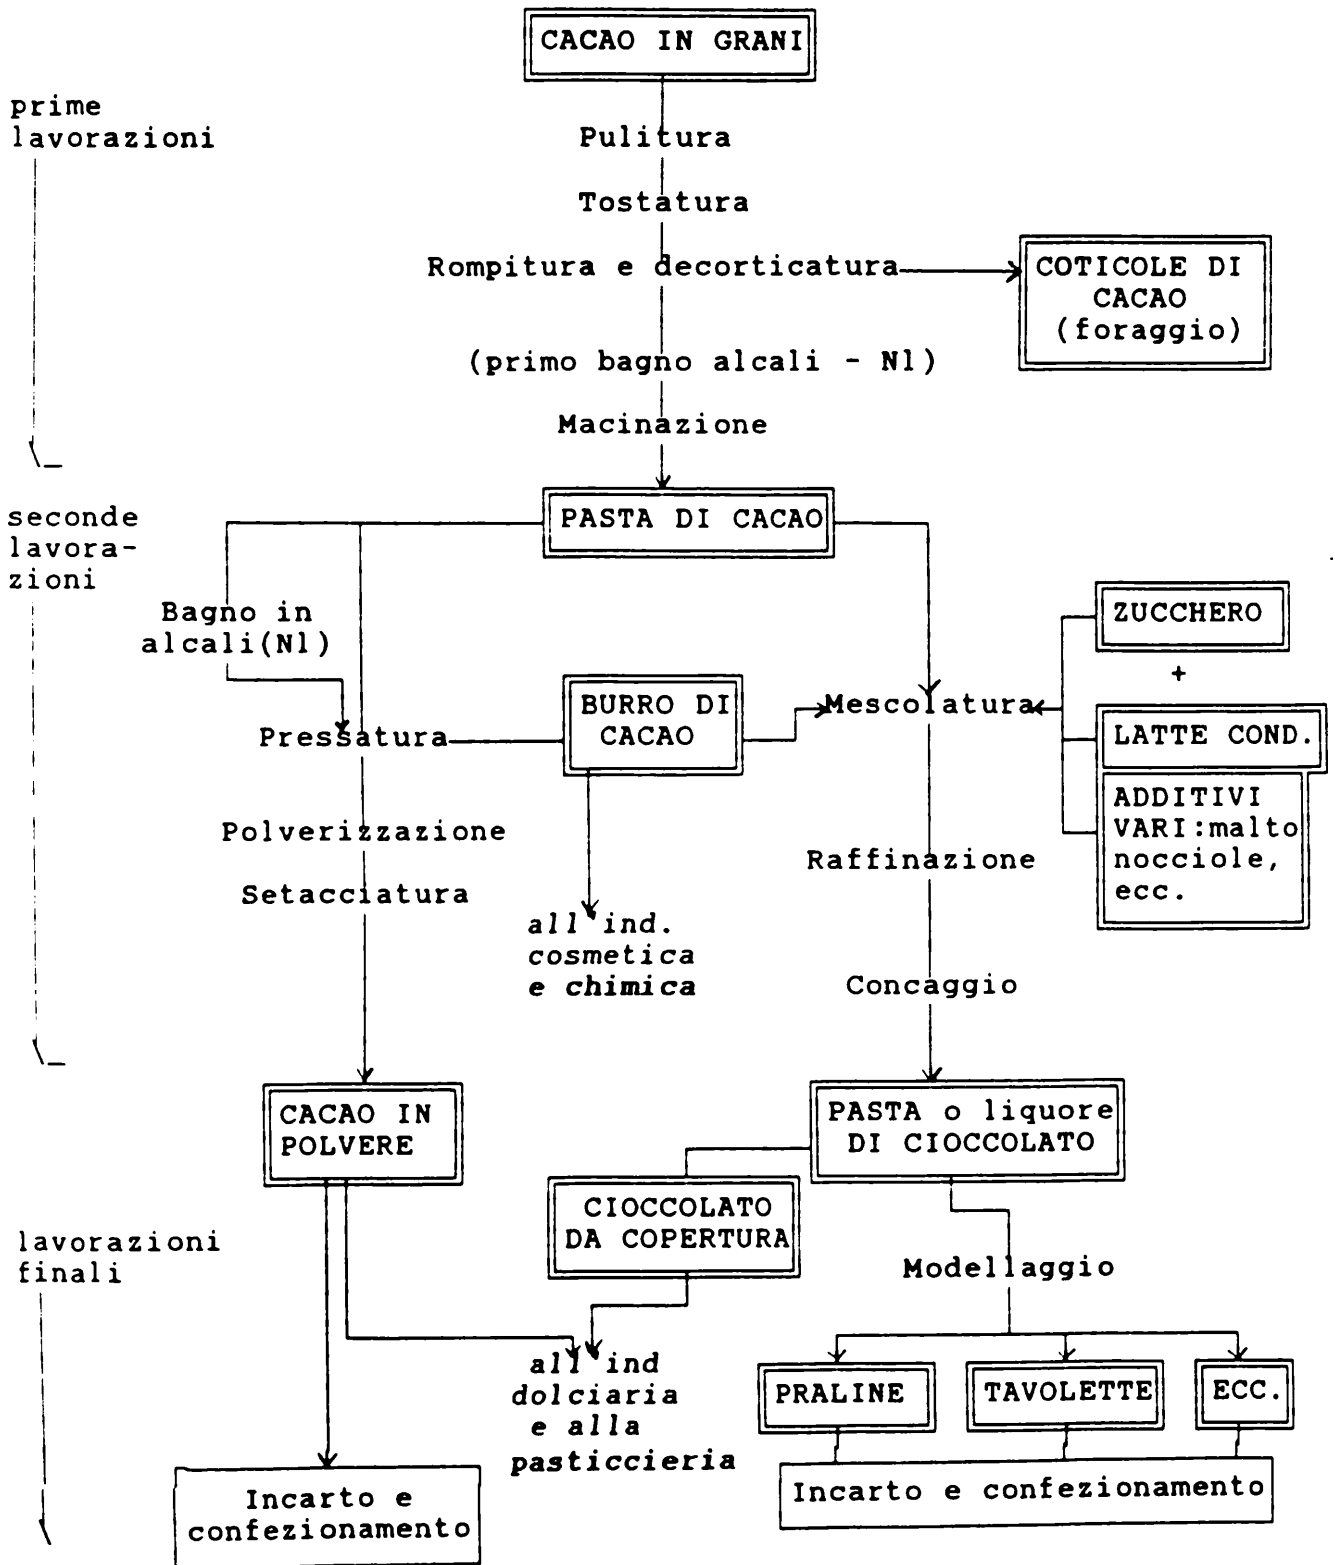 CACAO IN GRANI
prime
lavorazioni
Pulitura
Tostatura
Rompitura e decorticatura
COTICOLE DI
CACAO
(foraggio)
(primo bagno alcali - Nl)
Macinazione
PASTA DI CACAO
seconde
lavora-
zioni
Bagno in
alcali(Nl)
ZUCCHERO
+
BURRO DI
CACAO
Mescolatura
Pressatura
LATTE COND.
ADDITIVI
VARI:malto
nocciole,
ecc.
Polverizzazione
Raffinazione
Setacciatura
all'ind.
cosmetica
e chimica
Concaggio
CACAO IN
POLVERE
PASTA o liquore
DI CIOCCOLATO
CIOCCOLATO
DA COPERTURA
lavorazioni
finali
Modellaggio
all'ind
dolciaria
e alla
pasticcieria
PRALINE
TAVOLETTE
ECC.
Incarto e
confezionamento
Incarto e confezionamento